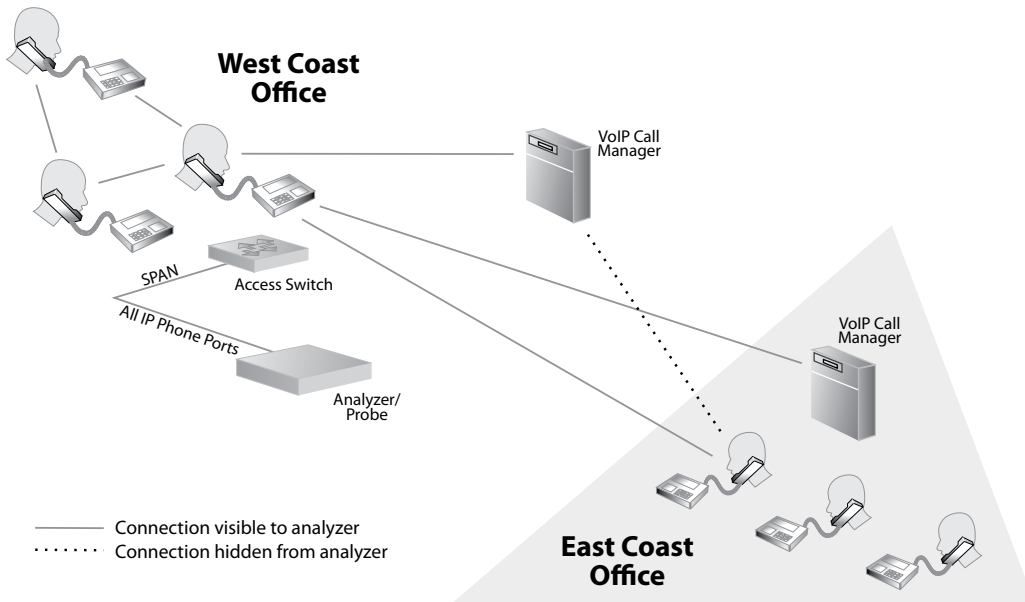 West Coast
Office
VoIP Call
Manager
SPAN
Access Switch
All IP Phone Ports
VoIP Call
Manager
Analyzer/
Probe
Connection visible to analyzer
Connection hidden from analyzer
East Coast
Office